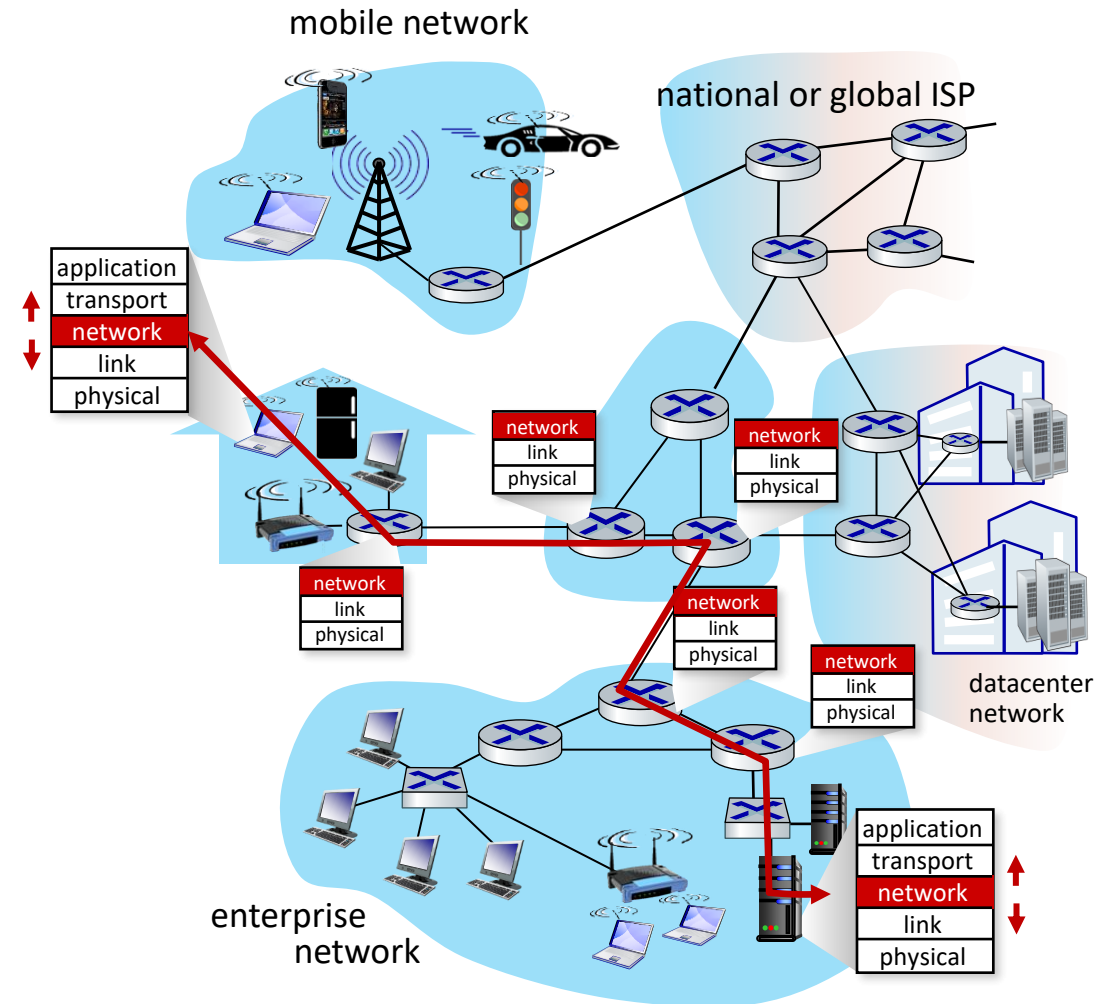 mobile network
national or global ISP
application
transport
network
link
physical
network
link
physical
network
link
physical
network
link
physical
network
link
physical
network
link
physical
datacenter
network
application
transport
network
link
physical
enterprise
network